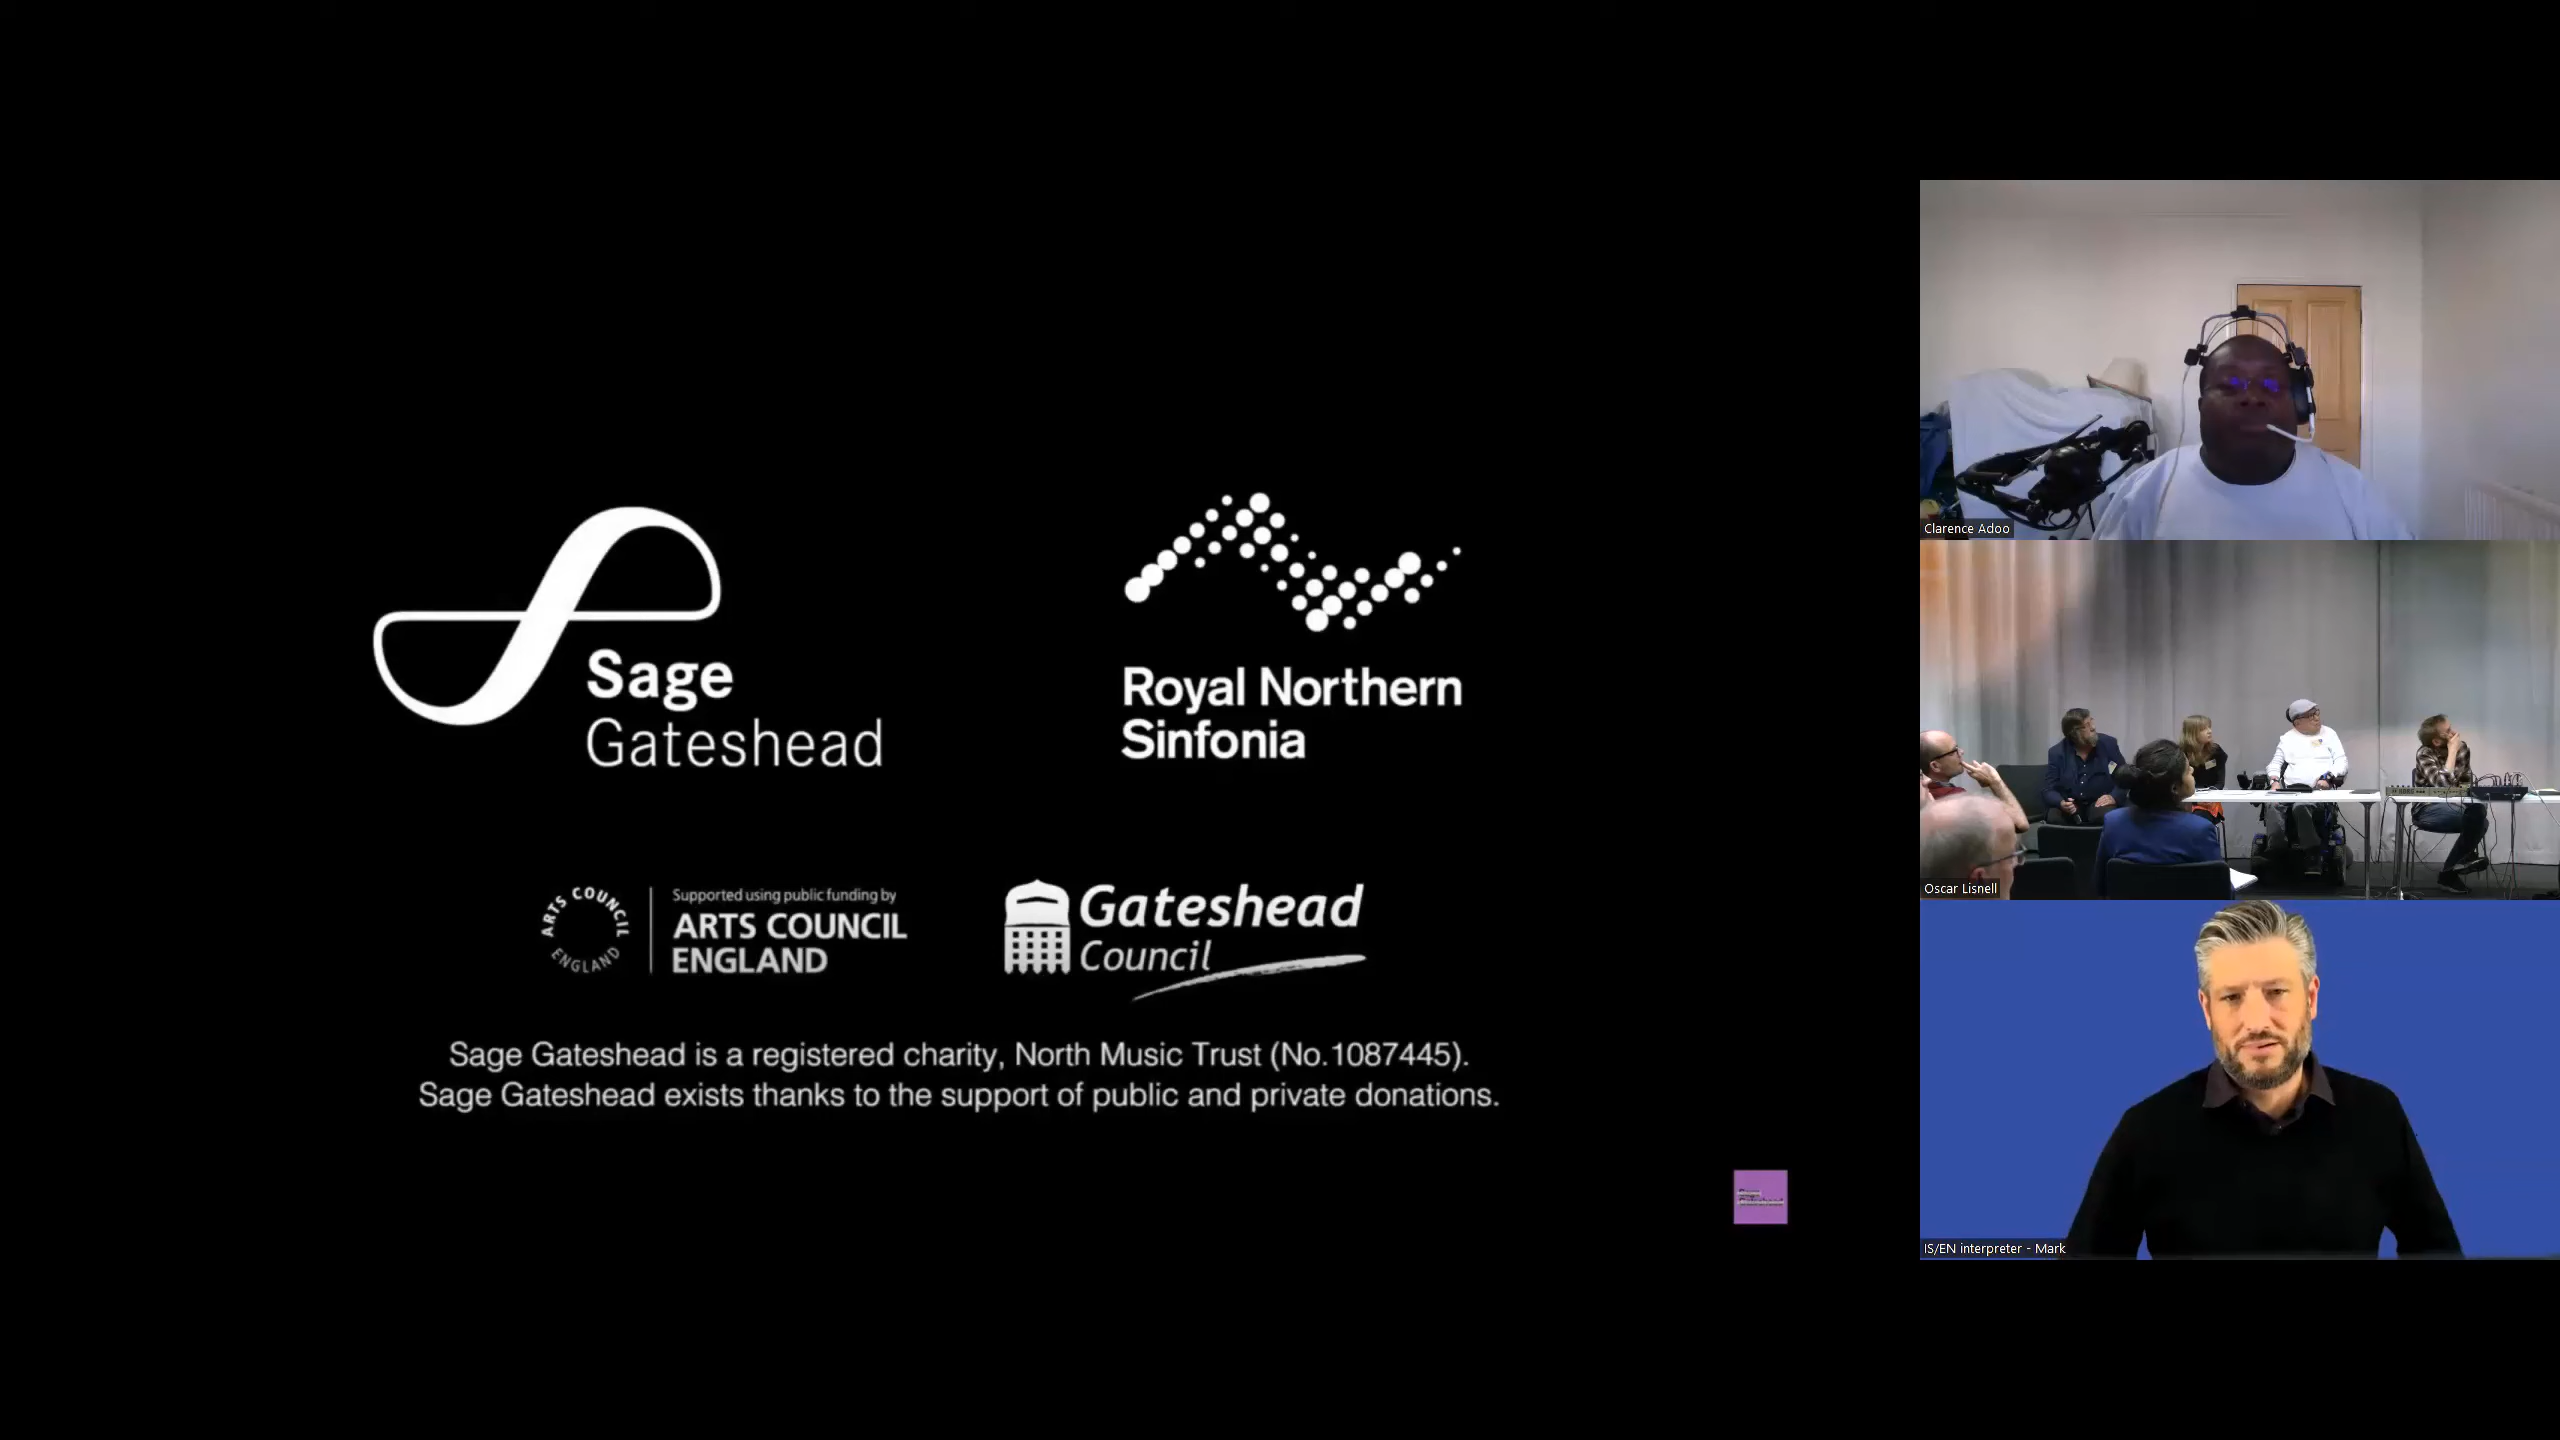 Sage
Gateshead
Royal Northern
Sinfonia
ARTS COUNCIL
ENGLAND
Supported using public funding by
ARTS COUNCIL
ENGLAND
Gateshead
Council
Sage Gateshead is a registered charity, North Music Trust (No.1087445).
Sage Gateshead exists thanks to the support of public and private donations.
Sage
Gateshead
Clarence Adoo
Oscar Lisnell
IS/EN interpreter - Mark